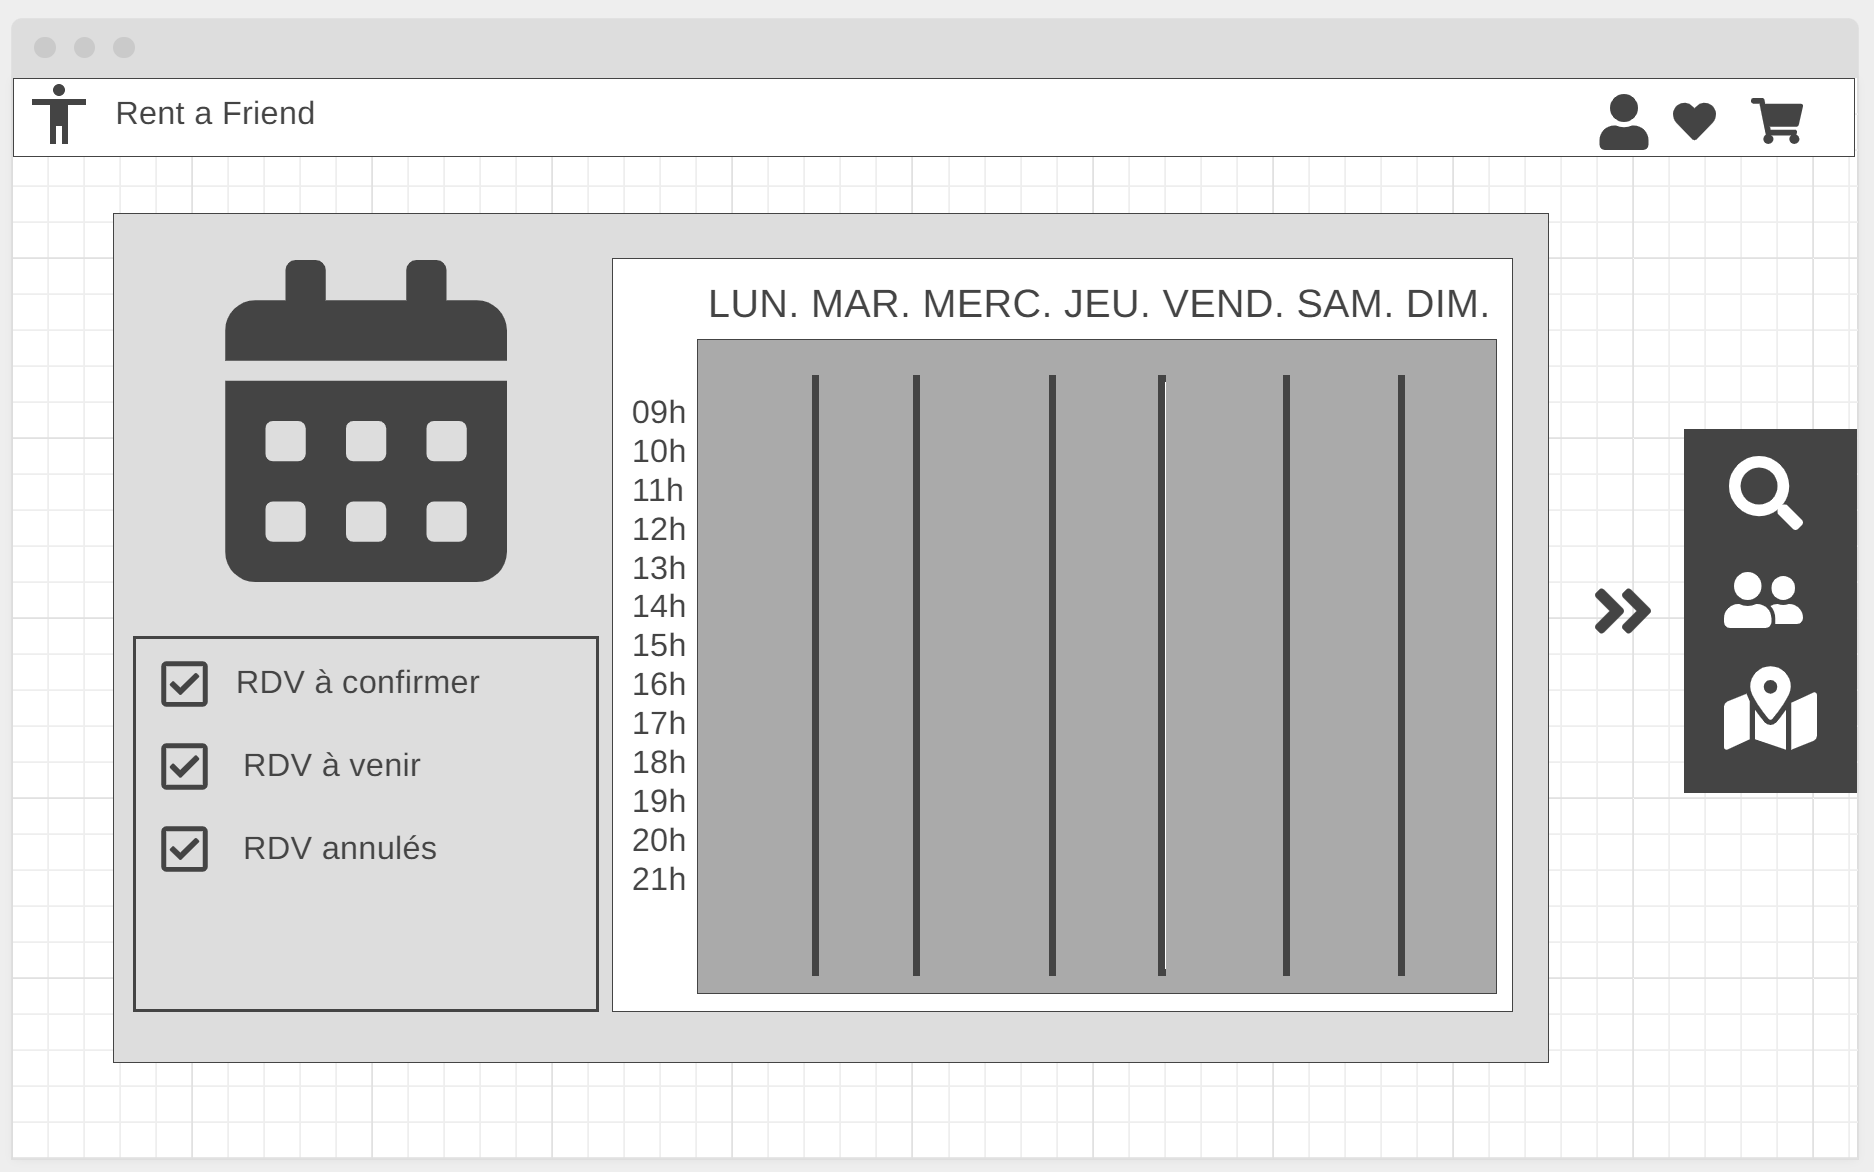 Rent a Friend
LUN. MAR. MERC. JEU. VEND. SAM. DIM.
09h
10h
11h
12h
13h
14h
15h
16h
17h
18h
19h
20h
21h
RDV à confirmer
RDV à venir
RDV annulés